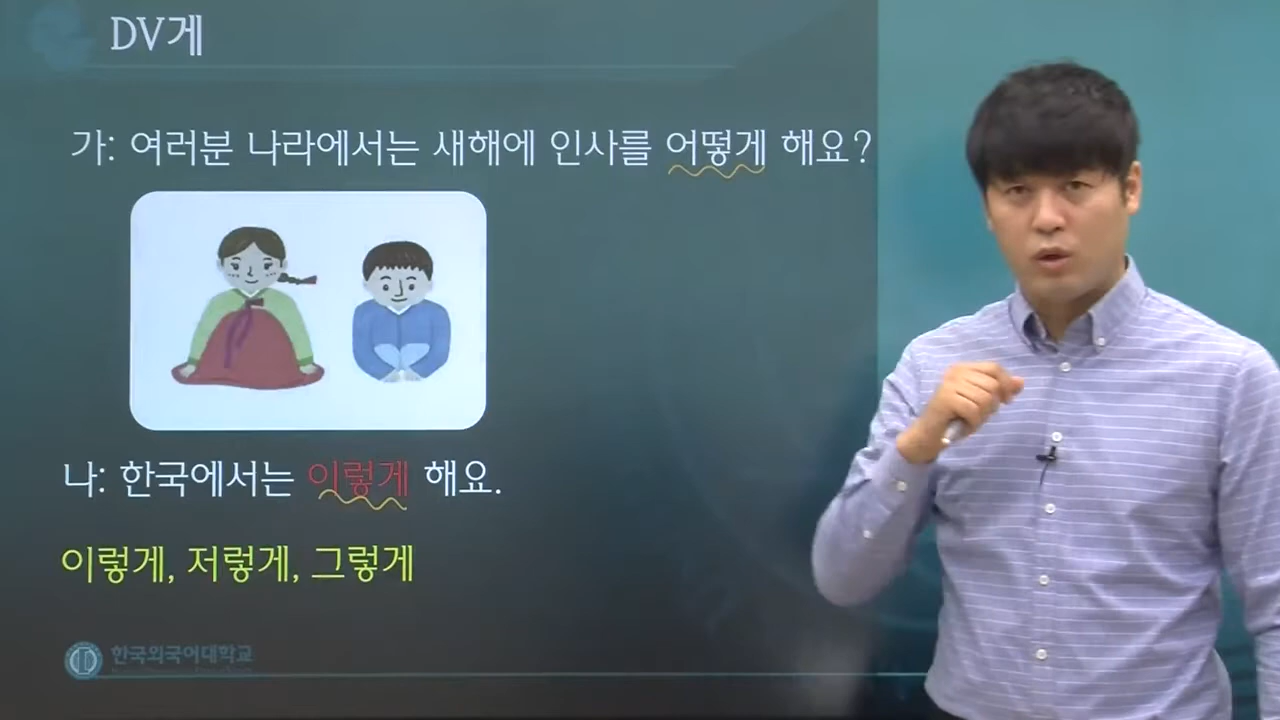 DV게
가: 여러분 나라에서는 새해에 인사를 어떻게 해요?
나: 한국에서는 이렇게 해요.
이렇게, 저렇게, 그렇게
한국외국어대학교